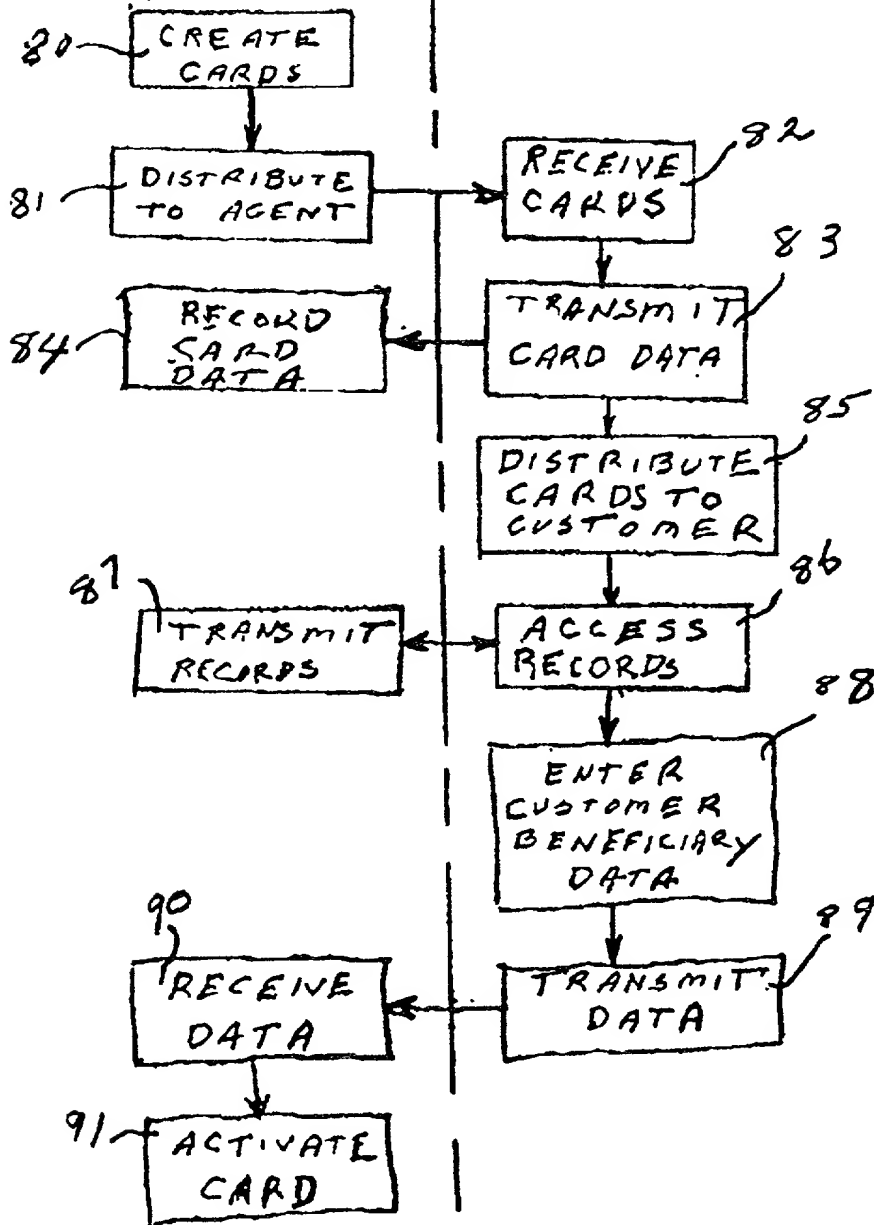 80
CREATE
CARDS
81
DISTRIBUTE
TO AGENT
82
RECEIVE
CARDS
83
TRANSMIT
CARD DATA
84
RECORD
CARD
DATA
85
DISTRIBUTE
CARDS TO
CUSTOMER
86
ACCESS
RECORDS
87
TRANSMIT
RECORDS
88
ENTER
CUSTOMER
BENEFICIARY
DATA
89
TRANSMIT
DATA
90
RECEIVE
DATA
91
ACTIVATE
CARD